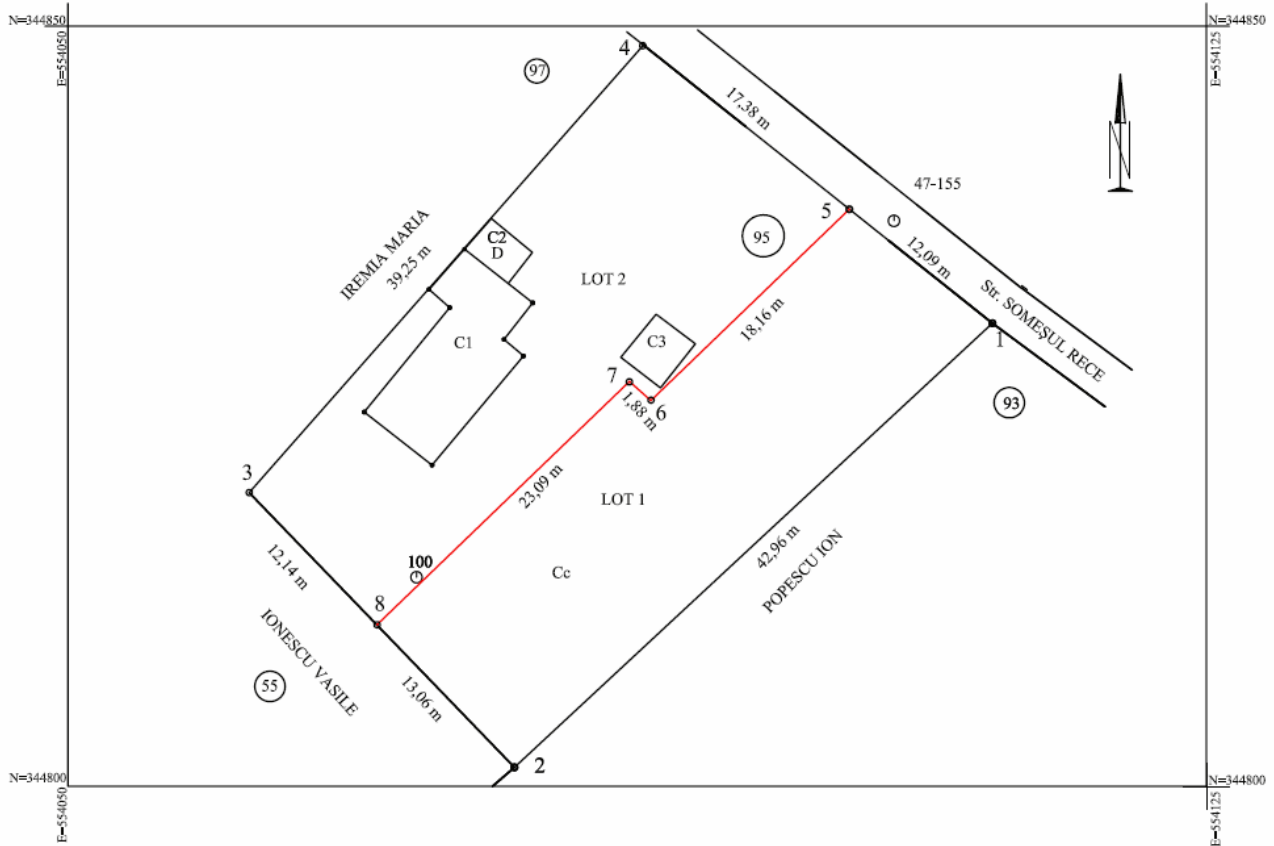 N=344850
N=344850
E=554050
E=554125
4
97
17,38 m
47-155
5
95
12,09 m
IREMIA MARIA
39,25 m
C2
D
LOT 2
Str. SOMEŞUL RECE
18,16 m
1
C1
C3
7
6
1,88 m
93
3
23,09 m
LOT 1
42,96 m
POPESCU ION
12,14 m
100
Cc
8
IONESCU VASILE
55
13,06 m
2
N=344800
N=344800
E=554050
E=554125